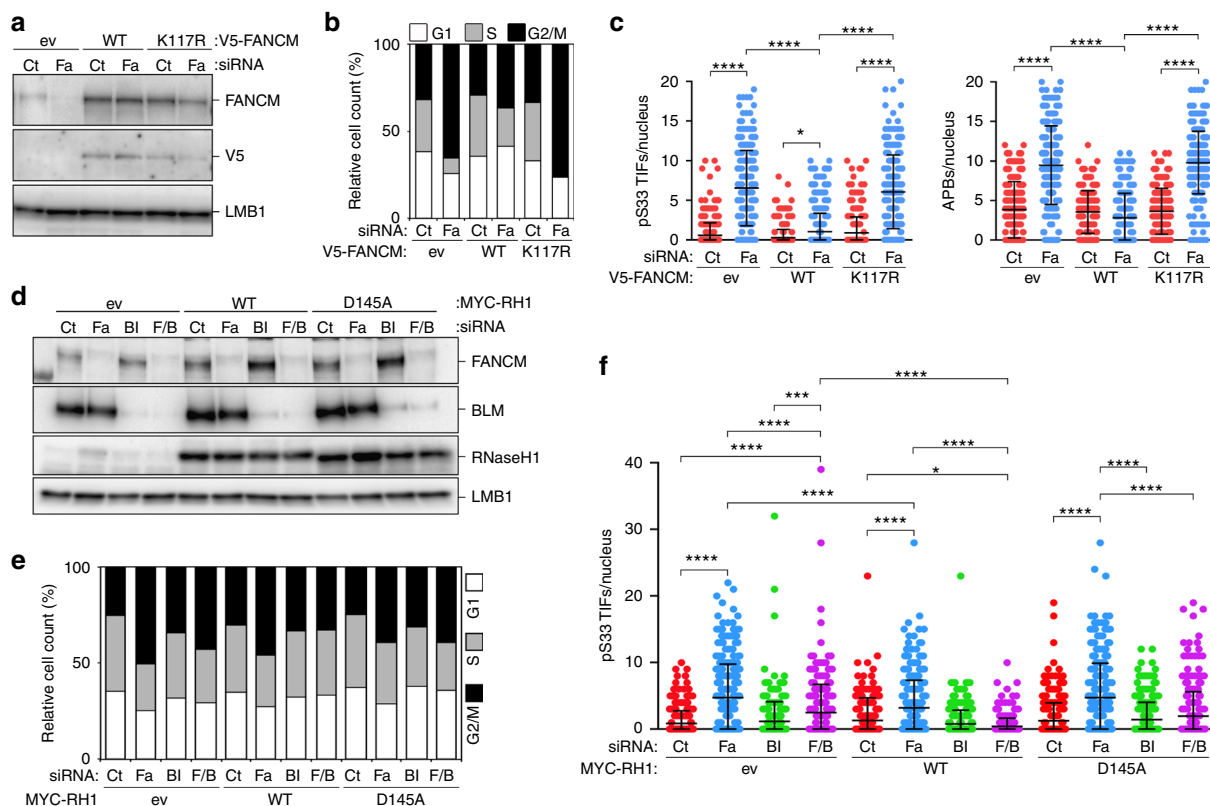 a
ev WT K117R :V5-FANCM
Ct Fa Ct Fa Ct Fa :siRNA
FANCM
V5
LMB1
b
G1 S G2/M
Relative cell count (%)
100
50
0
siRNA: Ct Fa Ct Fa Ct Fa
V5-FANCM: ev WT K117R
c
**** ****
**** * ****
pS33 TIFs/nucleus
20
15
10
5
0
siRNA: Ct Fa Ct Fa Ct Fa
V5-FANCM: ev WT K117R
**** ****
**** ****
APBs/nucleus
20
15
10
5
0
Ct Fa Ct Fa Ct Fa
ev WT K117R
d
ev WT D145A :MYC-RH1
Ct Fa Bl F/B Ct Fa Bl F/B Ct Fa Bl F/B :siRNA
FANCM
BLM
RNaseH1
LMB1
e
Relative cell count (%)
100
50
0
G1
S
G2/M
siRNA: Ct Fa Bl F/B Ct Fa Bl F/B Ct Fa Bl F/B
MYC-RH1 ev WT D145A
f
****
***
**** ****
**** * ****
**** ****
**** **** ****
pS33 TIFs/nucleus
40
30
20
10
0
siRNA: Ct Fa Bl F/B Ct Fa Bl F/B Ct Fa Bl F/B
MYC-RH1: ev WT D145A